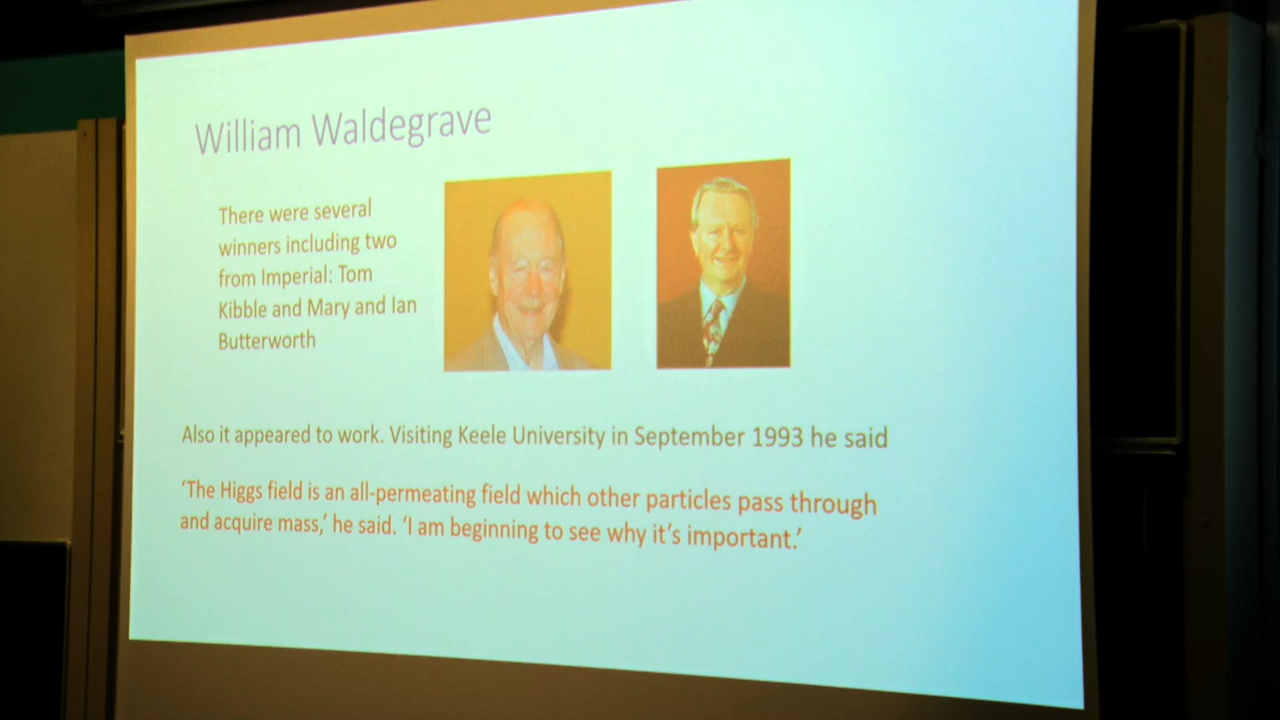 William Waldegrave
There were several
winners including two
from Imperial: Tom
Kibble and Mary and Ian
Butterworth
Also it appeared to work. Visiting Keele University in September 1993 he said
‘The Higgs field is an all-permeating field which other particles pass through
and acquire mass,’ he said. ‘I am beginning to see why it’s important.’